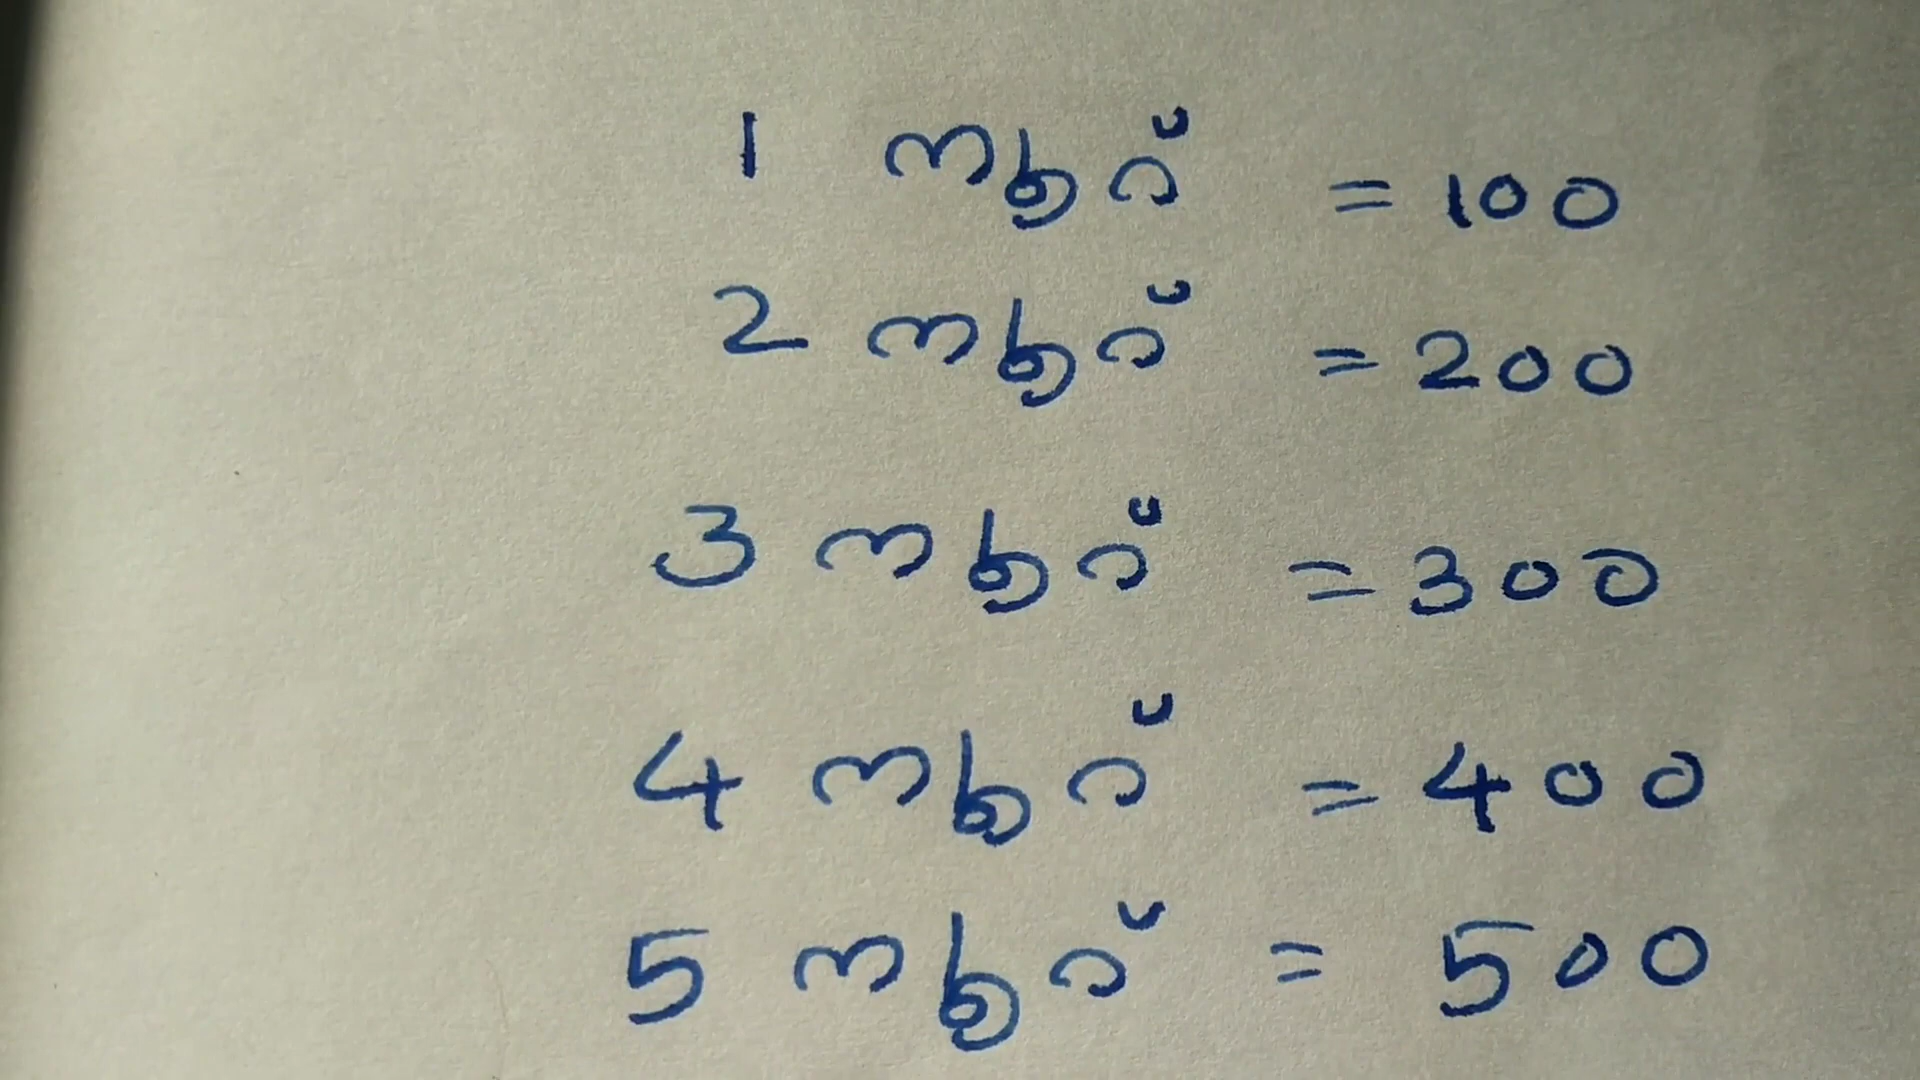 1 നൂറ് = 100
2 നൂറ് = 200
3 നൂറ് = 300
4 നൂറ് = 400
5 നൂറ് = 500